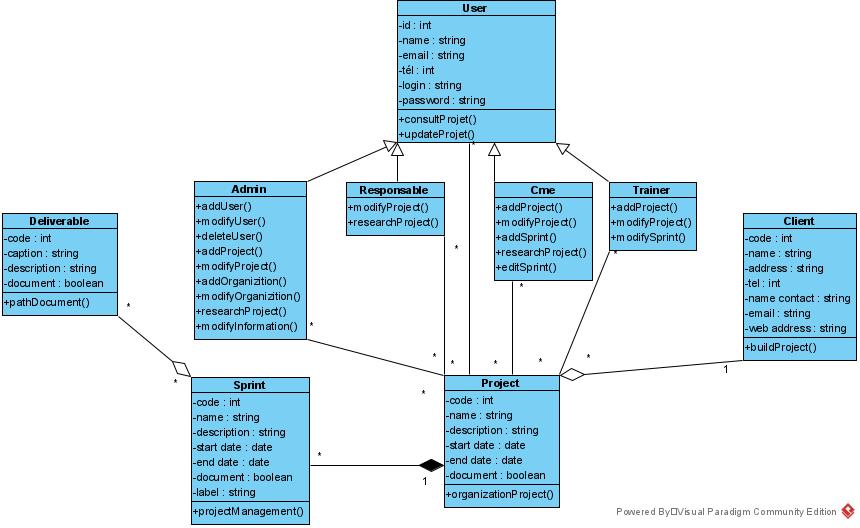 User
-id : int
-name : string
-email : string
-tél : int
-login : string
-password : string
+consultProjet()
+updateProjet()
*
Admin
+addUser()
+modifyUser()
+deleteUser()
+addProject()
+modifyProject()
+addOrganizition()
+modifyOrganizition()
+researchProject()
+modifyInformation()
*
Responsable
+modifyProject()
+researchProject()
*
Cme
+addProject()
+modifyProject()
+addSprint()
+researchProject()
+editSprint()
*
Trainer
+addProject()
+modifyProject()
+modifySprint()
*
Deliverable
-code : int
-caption : string
-description : string
-document : boolean
+pathDocument()
*
Client
-code : int
-name : string
-address : string
-tel : int
-name contact : string
-email : string
-web address : string
+buildProject()
1
* * * * * *
*
Sprint
-code : int
-name : string
-description : string
-start date : date
-end date : date
-document : boolean
-label : string
+projectManagement()
*
1
Project
-code : int
-name : string
-description : string
-start date : date
-end date : date
-document : boolean
+organizationProject()
Powered By Visual Paradigm Community Edition